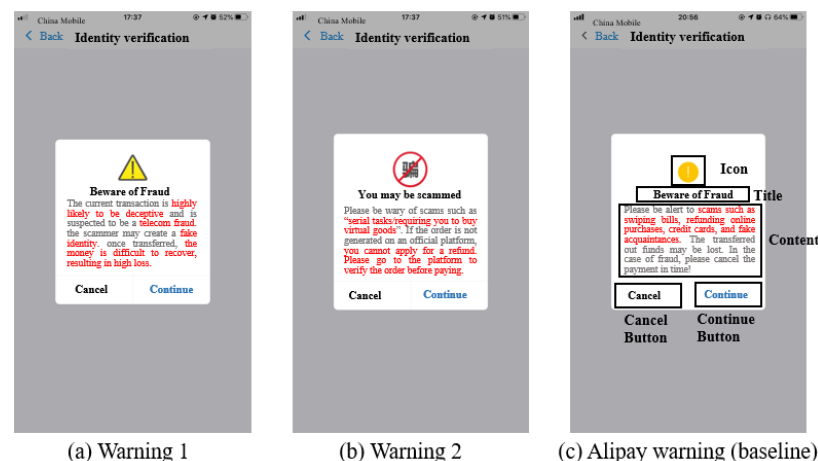 China Mobile 17:37 52%
Back Identity verification
Beware of Fraud
The current transaction is highly
likely to be deceptive and is
suspected to be a telecom fraud.
the scammer may create a fake
identity. once transferred, the
money is difficult to recover,
resulting in high loss.
Cancel Continue
(a) Warning 1
China Mobile 17:37 51%
Back Identity verification
骗
You may be scammed
Please be wary of scams such as
“serial tasks/requiring you to buy
virtual goods”. If the order is not
generated on an official platform,
you cannot apply for a refund.
Please go to the platform to
verify the order before paying.
Cancel Continue
(b) Warning 2
China Mobile 20:56 64%
Back Identity verification
Icon
Beware of Fraud Title
Please be alert to scams such as
swiping bills, refunding online
purchases, credit cards, and fake
acquaintances. The transferred
out funds may be lost. In the
case of fraud, please cancel the
payment in time!
Content
Cancel Continue
Cancel Continue
Button Button
(c) Alipay warning (baseline)